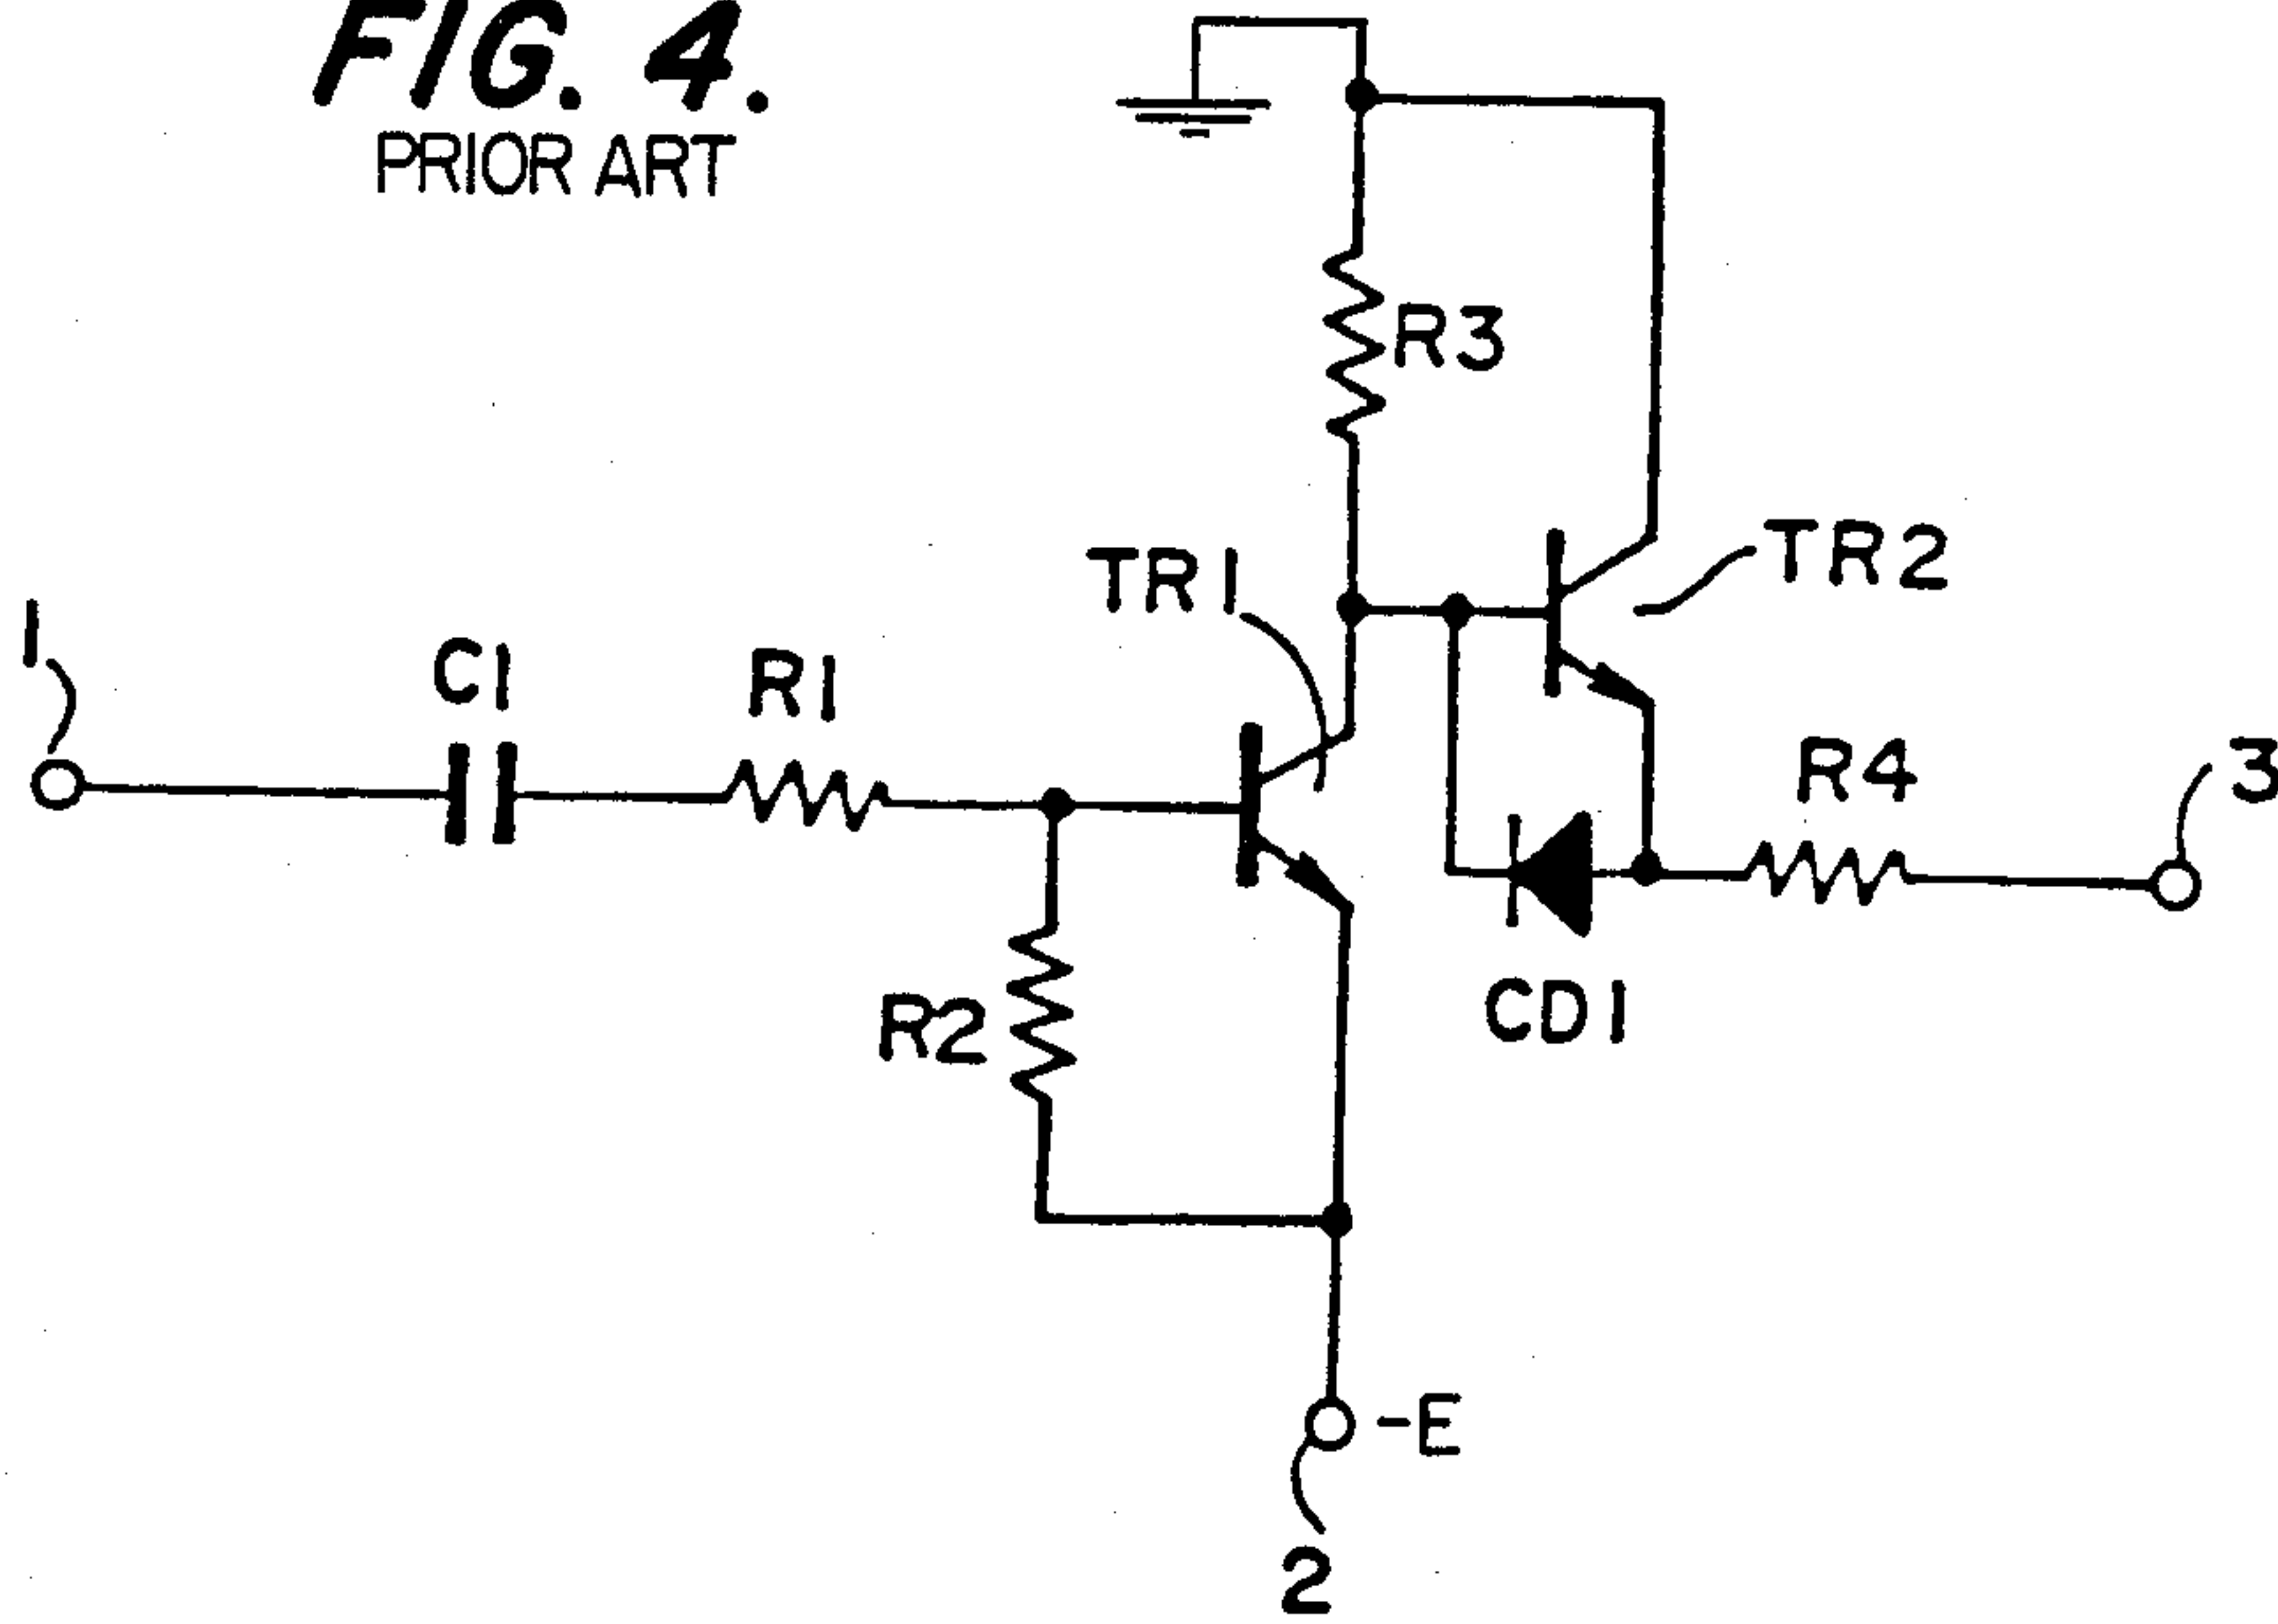 FIG. 4.
PRIOR ART
R3
TR1
TR2
1
C1
R1
R4
3
R2
CD1
-E
2